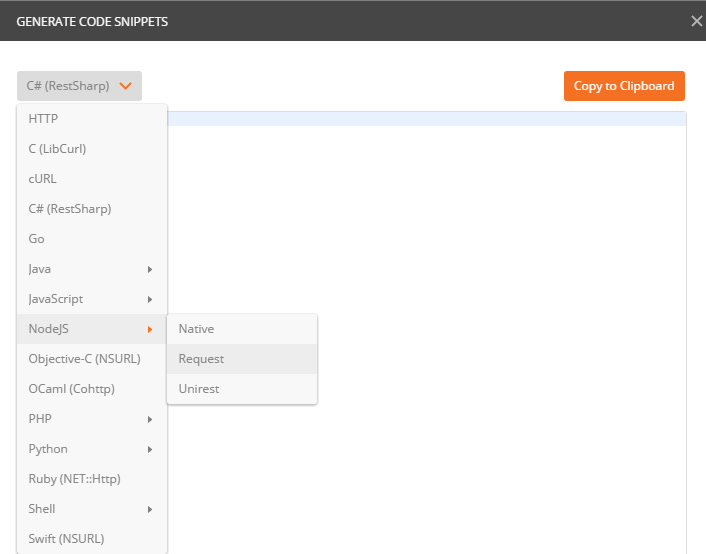 GENERATE CODE SNIPPETS
C# (RestSharp)
Copy to Clipboard
HTTP
C (LibCurl)
cURL
C# (RestSharp)
Go
Java
JavaScript
NodeJS
Native
Request
Unirest
Objective-C (NSURL)
OCaml (Cohttp)
PHP
Python
Ruby (NET::Http)
Shell
Swift (NSURL)